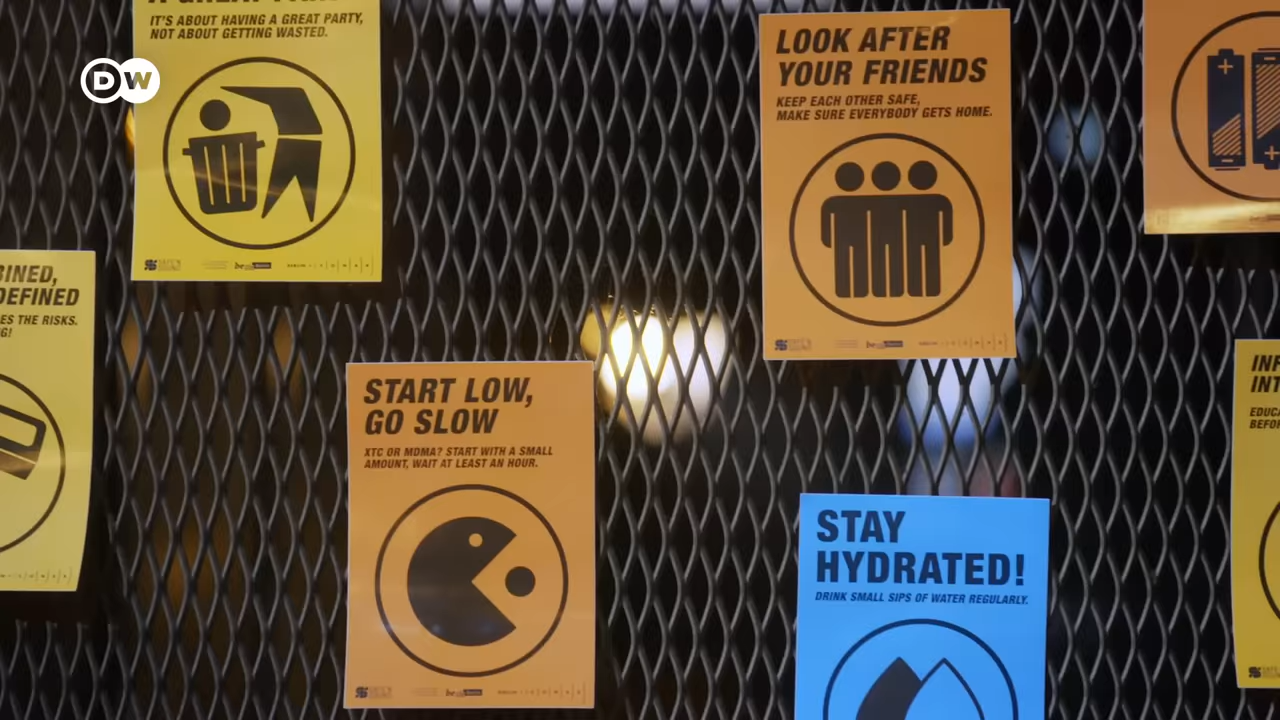 IT'S ABOUT HAVING A GREAT PARTY,
NOT ABOUT GETTING WASTED.
DW
LOOK AFTER
YOUR FRIENDS
KEEP EACH OTHER SAFE,
MAKE SURE EVERYBODY GETS HOME.
BINED,
DEFINED
ES THE RISKS.
G!
START LOW,
GO SLOW
XTC OR MDMA? START WITH A SMALL
AMOUNT, WAIT AT LEAST AN HOUR.
STAY
HYDRATED!
DRINK SMALL SIPS OF WATER REGULARLY.
INF
INT
EDUCA
BEFOR